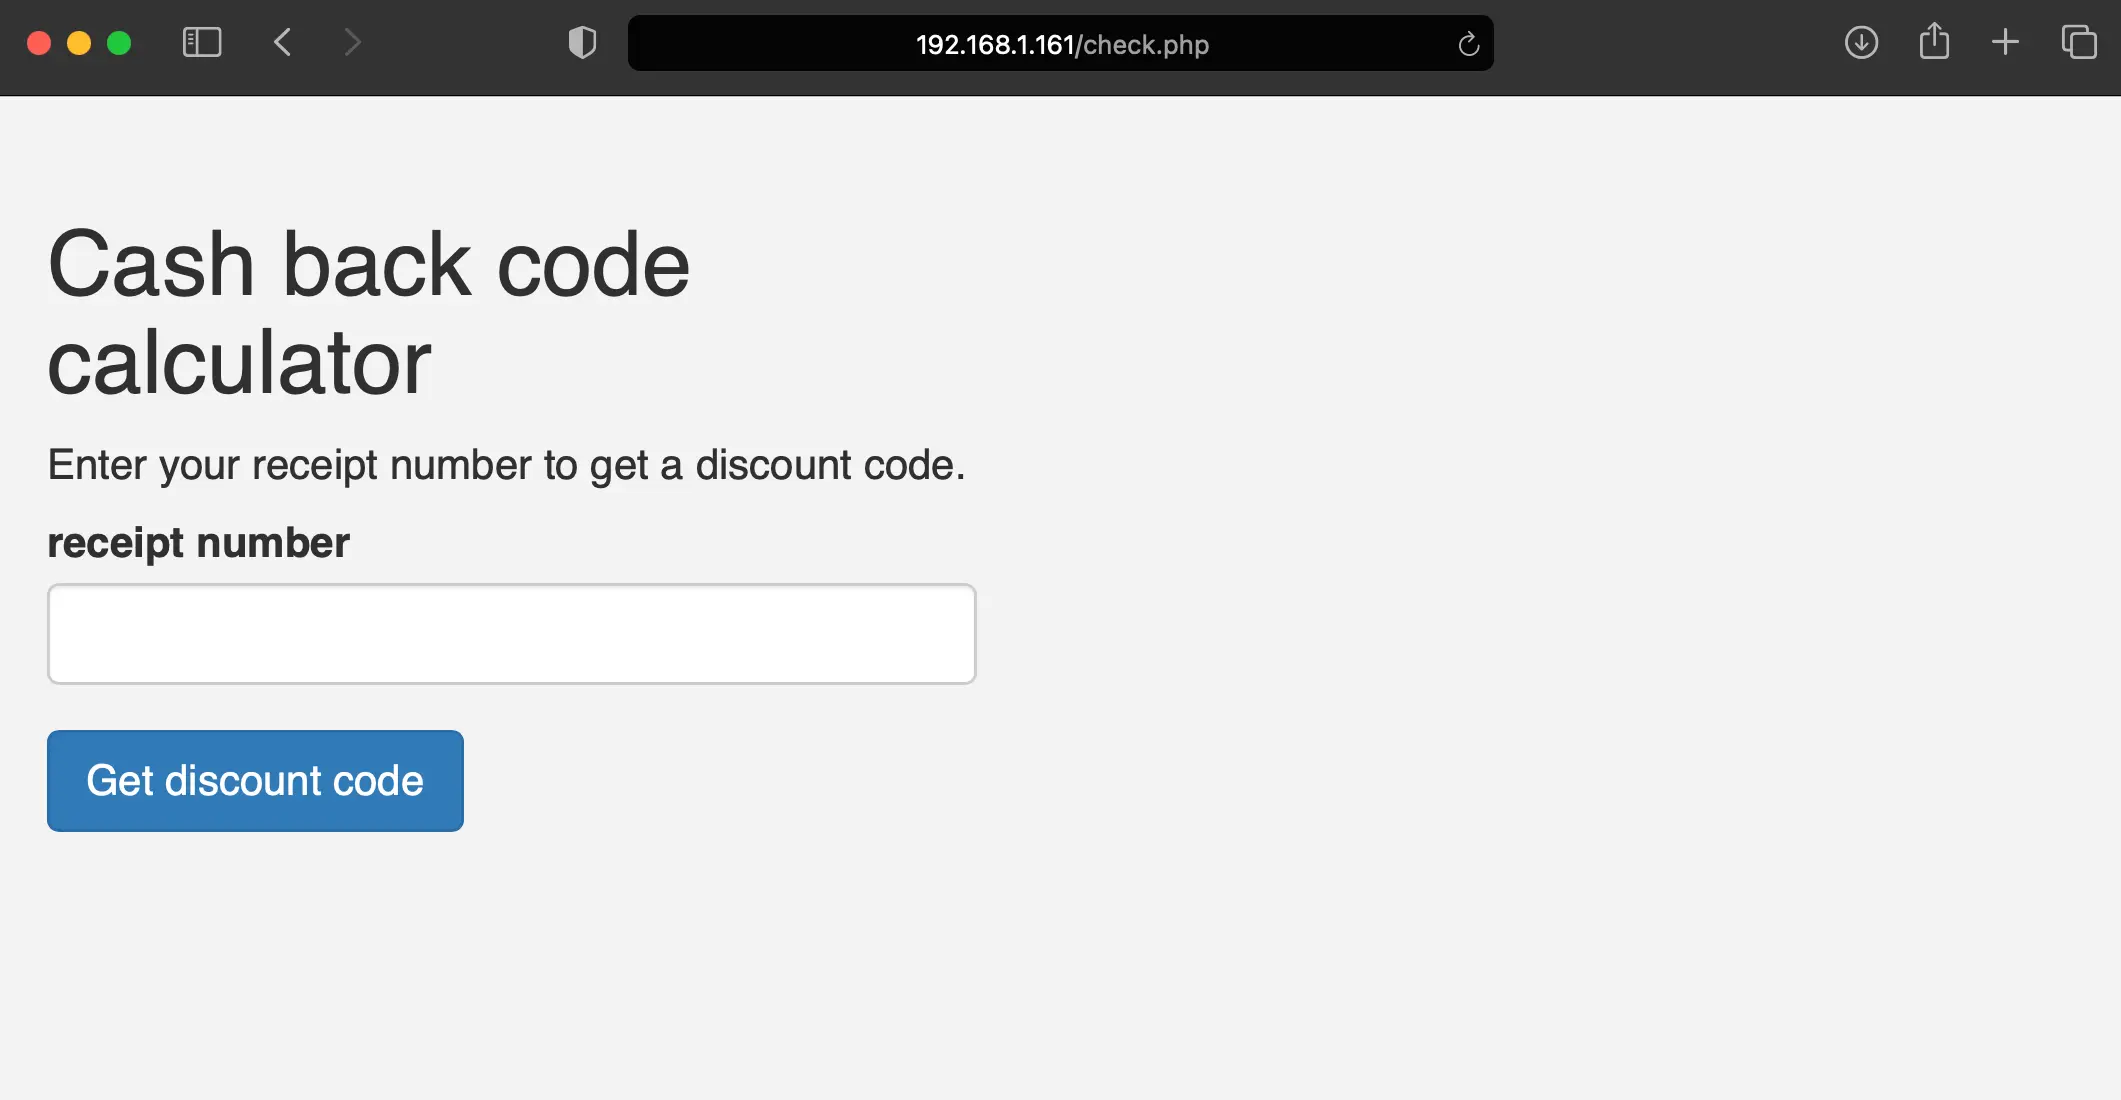 192.168.1.161/check.php
Cash back code
calculator
Enter your receipt number to get a discount code.
receipt number
Get discount code